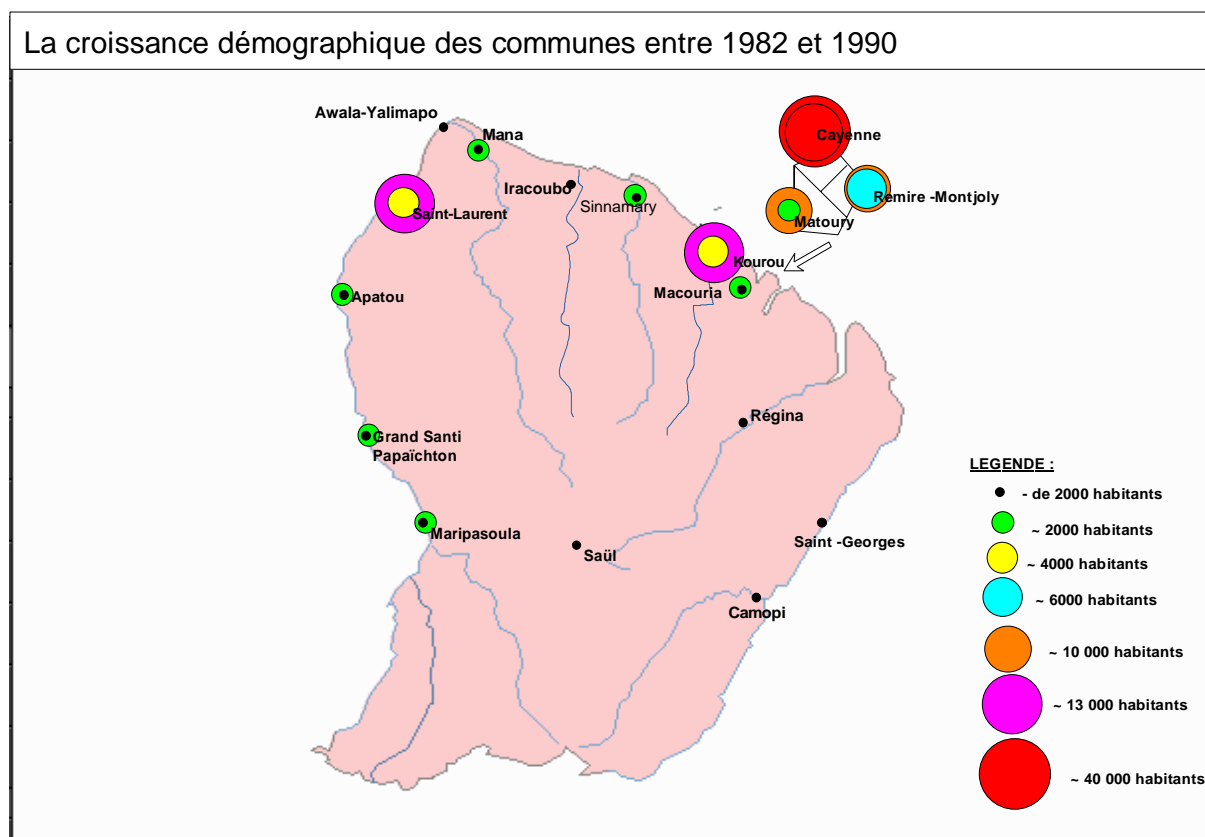 La croissance démographique des communes entre 1982 et 1990
Awala-Yalimapo
Mana
Cayenne
Iracoubo
Sinnamary
Remire -Montjoly
Saint-Laurent
Matoury
Kourou
Macouria
Apatou
Régina
Grand Santi
Papaïchton
LEGENDE :
- de 2000 habitants
~ 2000 habitants
~ 4000 habitants
~ 6000 habitants
~ 10 000 habitants
~ 13 000 habitants
~ 40 000 habitants
Maripasoula
Saint -Georges
Saül
Camopi